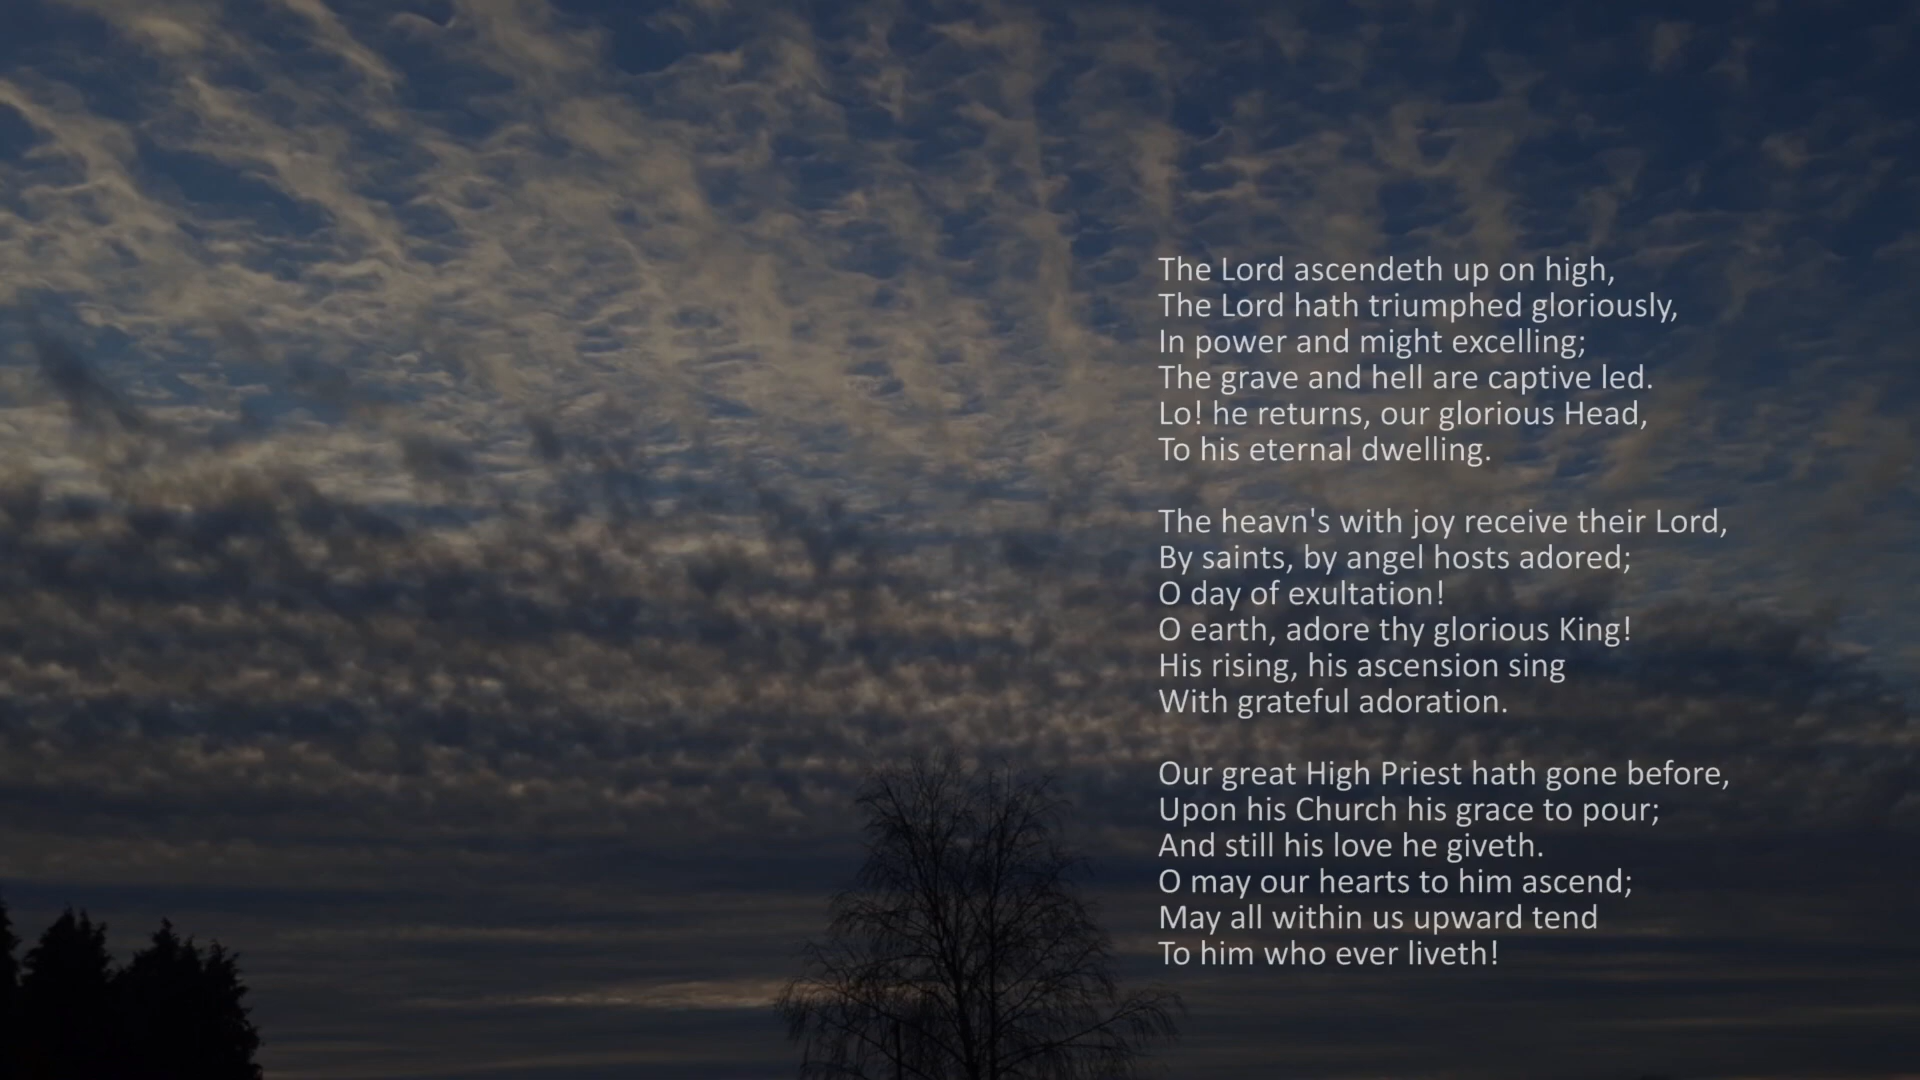 The Lord ascendeth up on high,
The Lord hath triumphed gloriously,
In power and might excelling;
The grave and hell are captive led.
Lo! he returns, our glorious Head,
To his eternal dwelling.

The heavn's with joy receive their Lord,
By saints, by angel hosts adored;
O day of exultation!
O earth, adore thy glorious King!
His rising, his ascension sing
With grateful adoration.

Our great High Priest hath gone before,
Upon his Church his grace to pour;
And still his love he giveth.
O may our hearts to him ascend;
May all within us upward tend
To him who ever liveth!